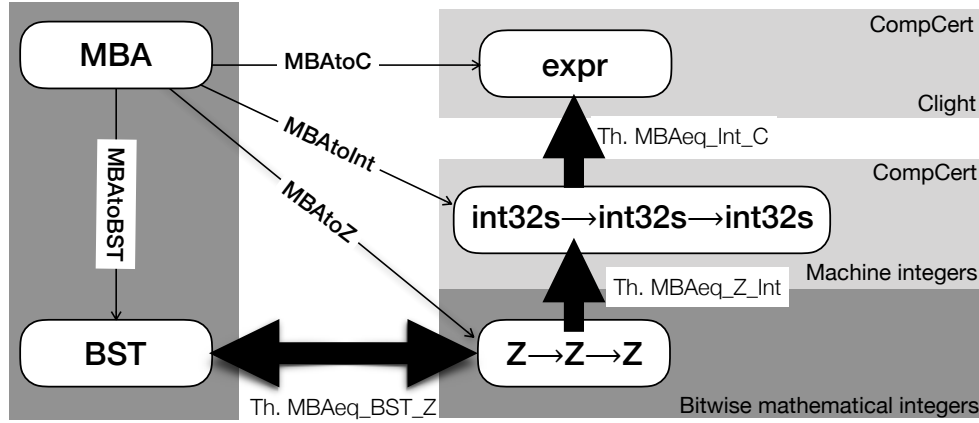 MBA
MBAtoC
expr
CompCert
Clight
Th. MBAeq_Int_C
MBAtoInt
MBAtoZ
MBAtoBST
CompCert
int32s→int32s→int32s
Machine integers
Th. MBAeq_Z_Int
BST
Z→Z→Z
Th. MBAeq_BST_Z
Bitwise mathematical integers